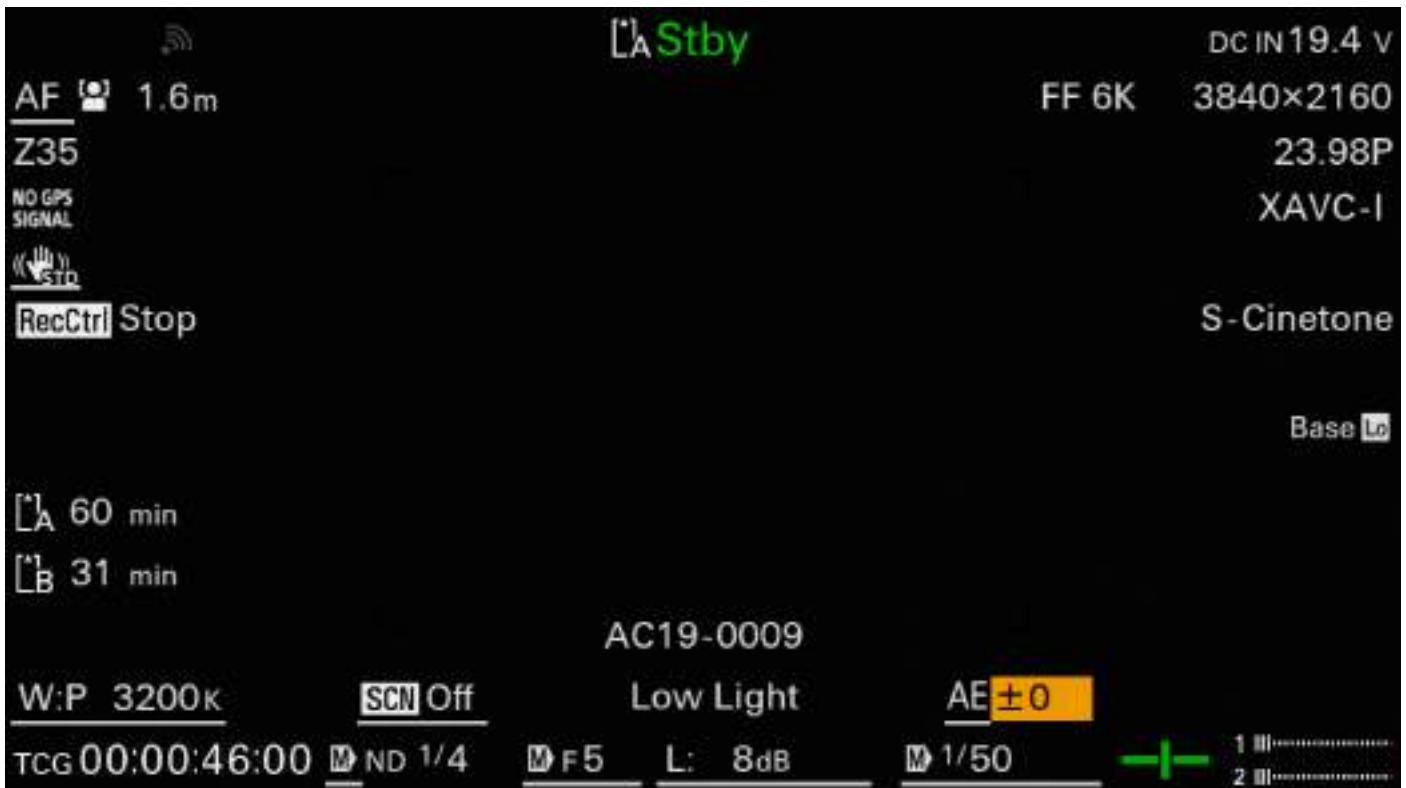 A Stby DC IN 19.4 V
AF 1.6m FF 6K 3840×2160
Z35 23.98P
NO GPS SIGNAL XAVC-I
STD
RecCtrl Stop S-Cinetone
Base Lo
A 60 min
B 31 min
AC19-0009
W:P 3200K SCN Off Low Light AE ±0
TCG 00:00:46:00 M ND 1/4 M F5 L: 8dB M 1/50 1
2